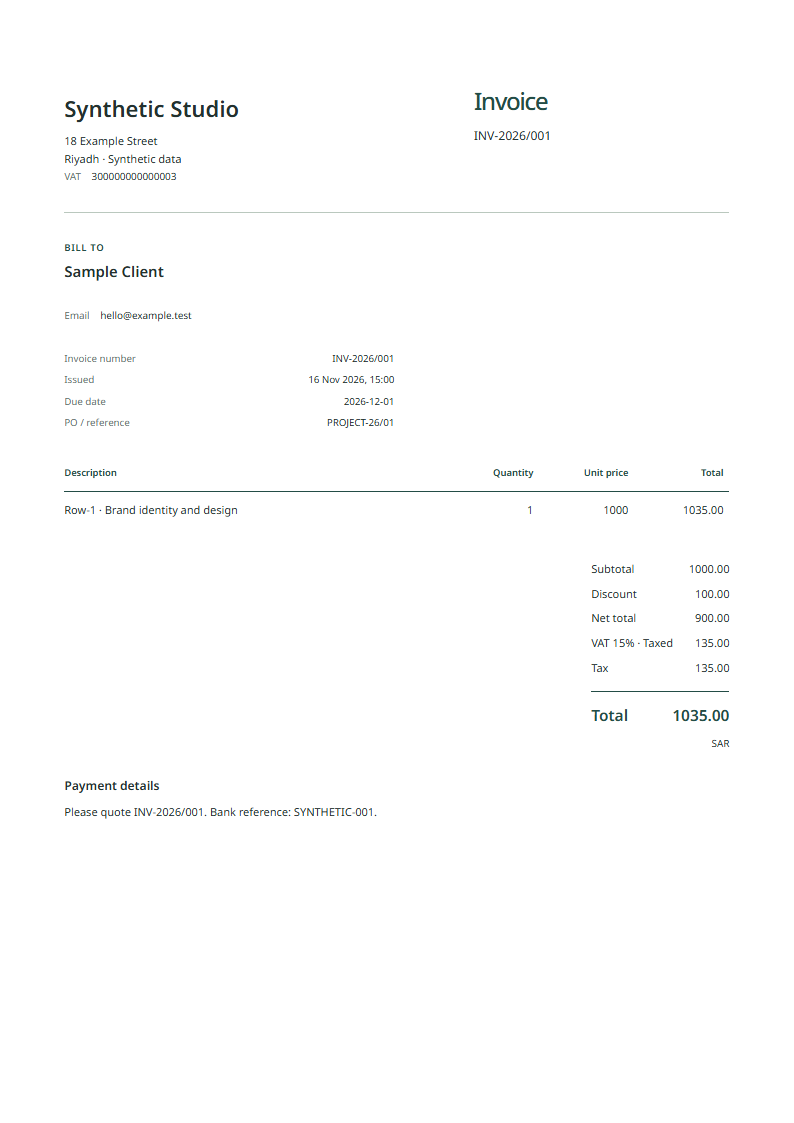 Synthetic Studio
Invoice
18 Example Street
INV-2026/001
Riyadh · Synthetic data
VAT 300000000000003
BILL TO
Sample Client
Email hello@example.test
Invoice number INV-2026/001
Issued 16 Nov 2026, 15:00
Due date 2026-12-01
PO / reference PROJECT-26/01
Description Quantity Unit price Total
Row-1 · Brand identity and design 1 1000 1035.00
Subtotal 1000.00
Discount 100.00
Net total 900.00
VAT 15% · Taxed 135.00
Tax 135.00
Total 1035.00
SAR
Payment details
Please quote INV-2026/001. Bank reference: SYNTHETIC-001.